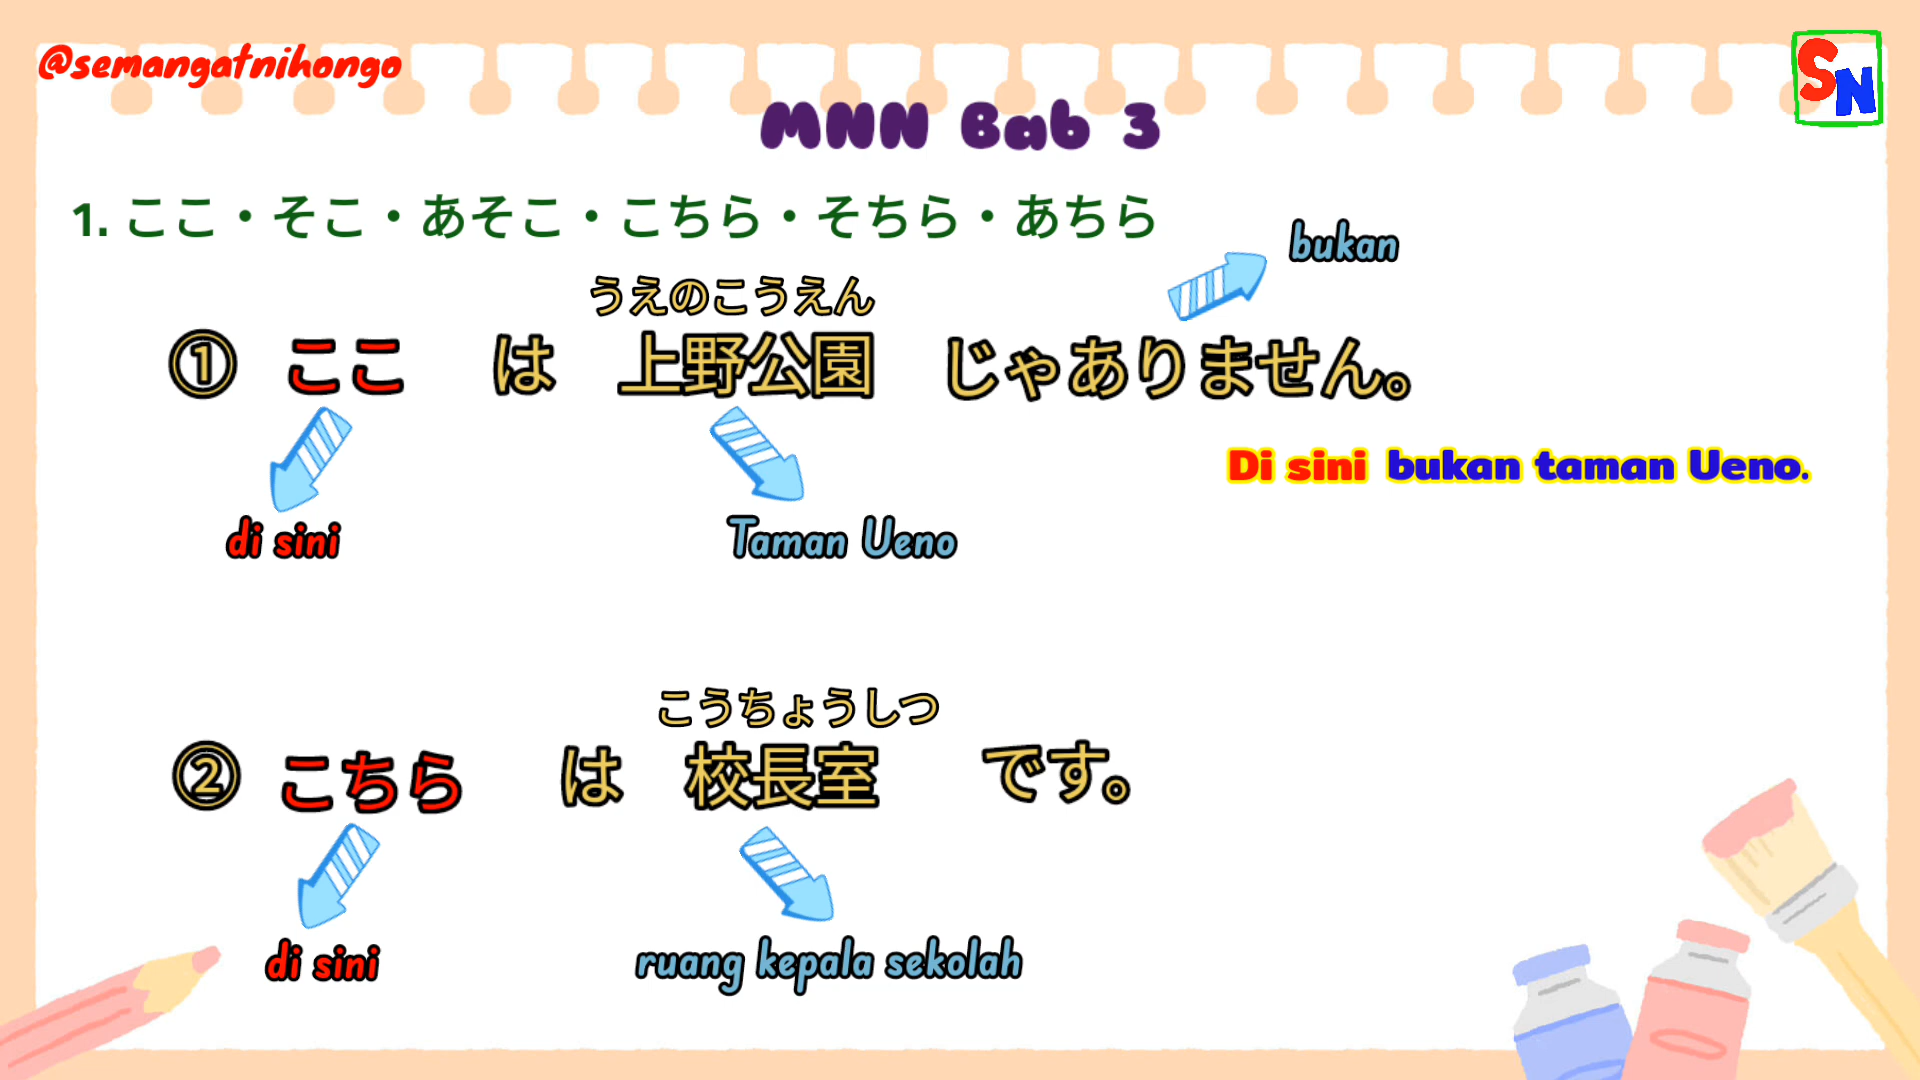 @semangatnihongo
SN
MNN Bab 3
1. ここ・そこ・あそこ・こちら・そちら・あちら
bukan
うえのこうえん
① ここ は 上野公園 じゃありません。
Di sini bukan taman Ueno.
di sini Taman Ueno
こうちょうしつ
② こちら は 校長室 です。
di sini ruang kepala sekolah